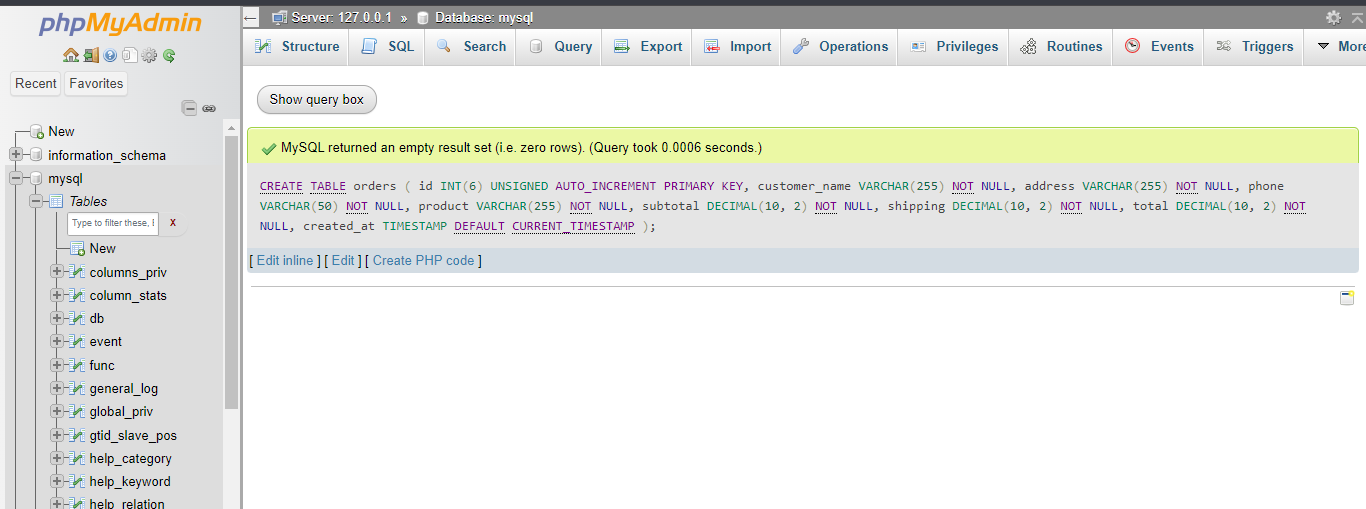 phpMyAdmin
Recent Favorites
New
information_schema
mysql
Tables
Type to filter these, E X
New
columns_priv
column_stats
db
event
func
general_log
global_priv
gtid_slave_pos
help_category
help_keyword
help_relation
Server: 127.0.0.1 » Database: mysql
Structure SQL Search Query Export Import Operations Privileges Routines Events Triggers More
Show query box
MySQL returned an empty result set (i.e. zero rows). (Query took 0.0006 seconds.)
CREATE TABLE orders ( id INT(6) UNSIGNED AUTO_INCREMENT PRIMARY KEY, customer_name VARCHAR(255) NOT NULL, address VARCHAR(255) NOT NULL, phone
VARCHAR(50) NOT NULL, product VARCHAR(255) NOT NULL, subtotal DECIMAL(10, 2) NOT NULL, shipping DECIMAL(10, 2) NOT NULL, total DECIMAL(10, 2) NOT
NULL, created_at TIMESTAMP DEFAULT CURRENT_TIMESTAMP );
[ Edit inline ] [ Edit ] [ Create PHP code ]